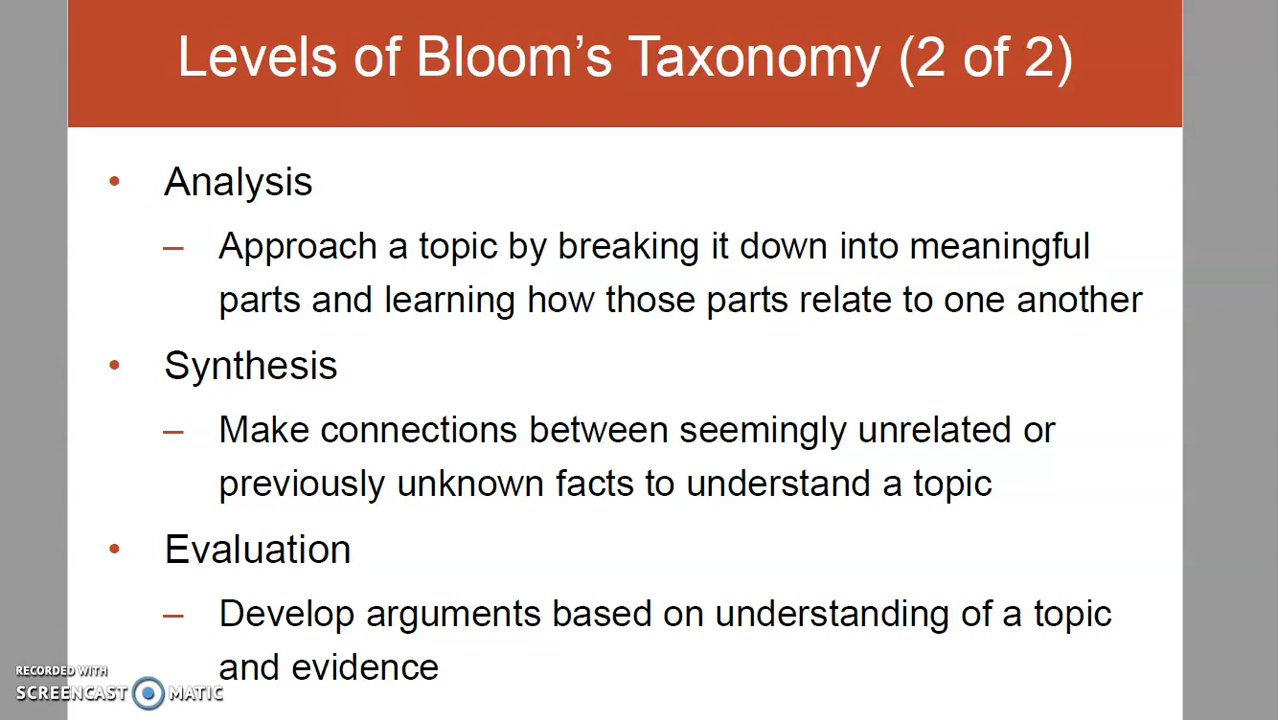 Levels of Bloom’s Taxonomy (2 of 2)
• Analysis
– Approach a topic by breaking it down into meaningful
parts and learning how those parts relate to one another
• Synthesis
– Make connections between seemingly unrelated or
previously unknown facts to understand a topic
• Evaluation
– Develop arguments based on understanding of a topic
and evidence
RECORDED WITH
SCREENCAST MATIC